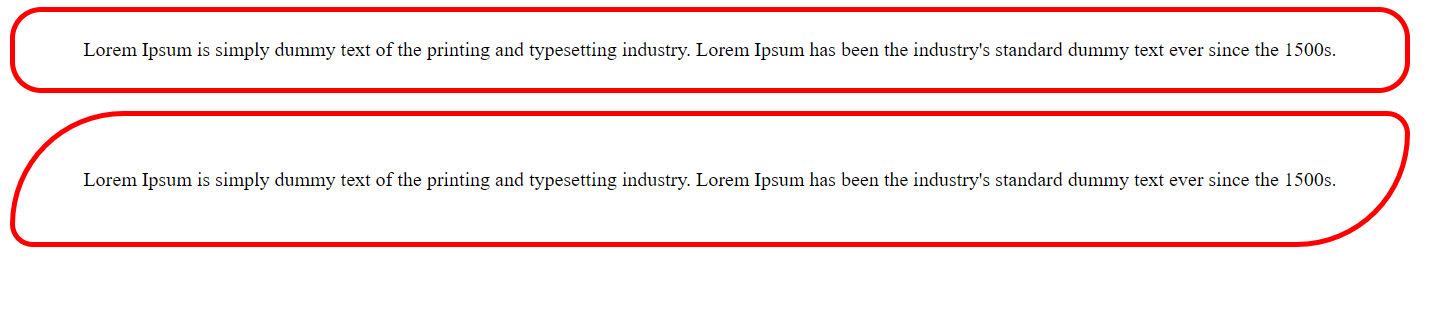 Lorem Ipsum is simply dummy text of the printing and typesetting industry. Lorem Ipsum has been the industry's standard dummy text ever since the 1500s.
Lorem Ipsum is simply dummy text of the printing and typesetting industry. Lorem Ipsum has been the industry's standard dummy text ever since the 1500s.